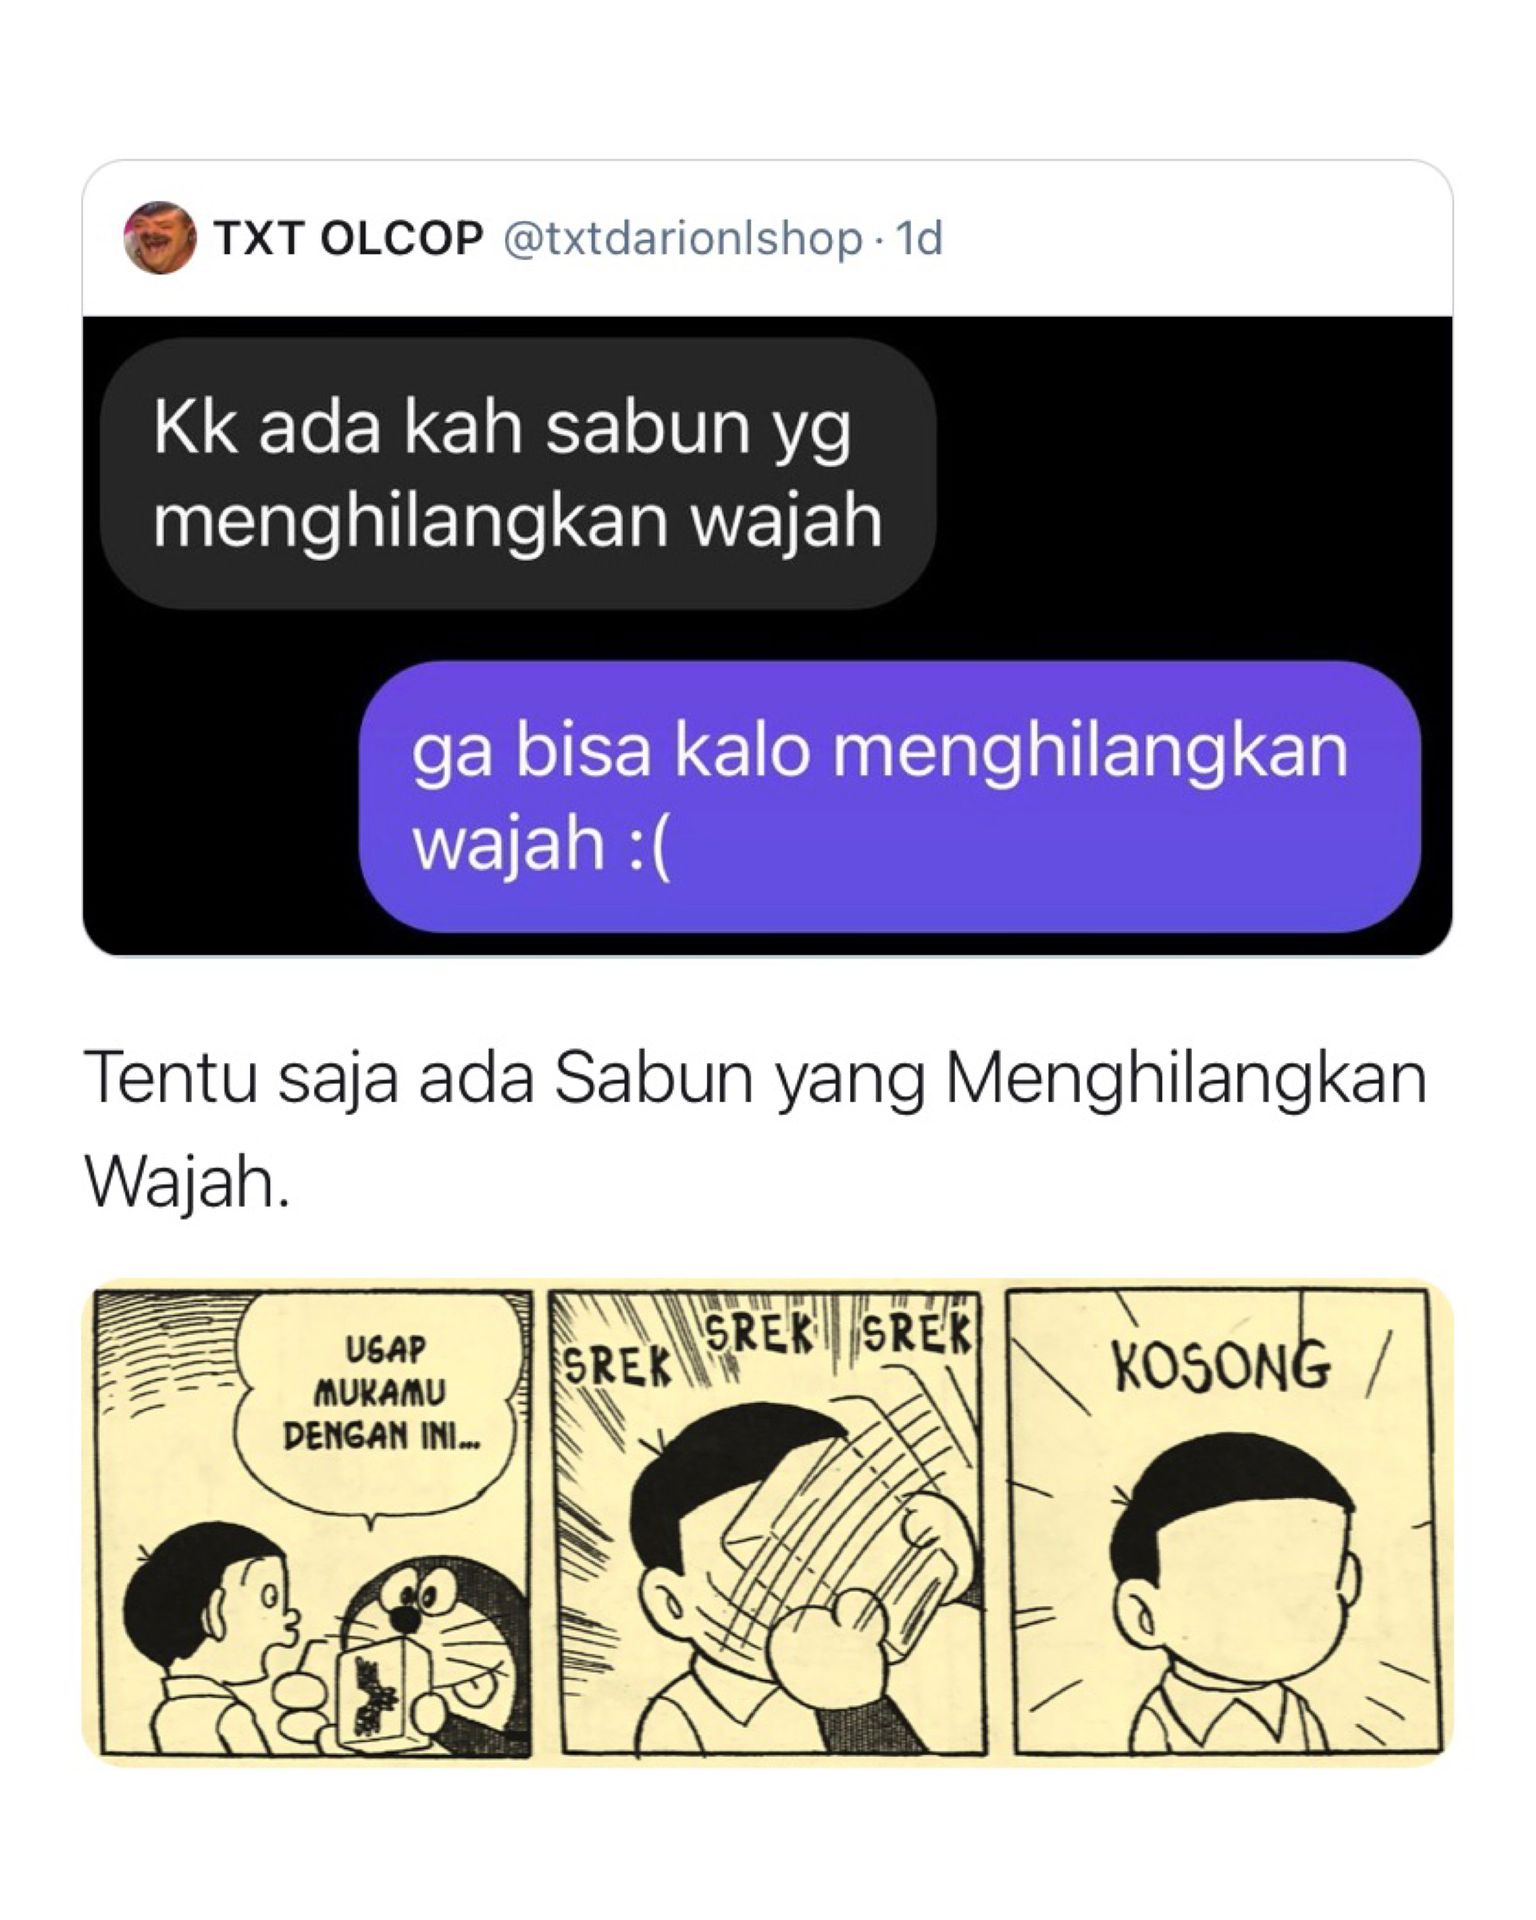 TXT OLCOP @txtdarionlshop · 1d
Kk ada kah sabun yg
menghilangkan wajah
ga bisa kalo menghilangkan
wajah :(
Tentu saja ada Sabun yang Menghilangkan
Wajah.
USAP
MUKAMU
DENGAN INI...
SREK SREK SREK
KOSONG